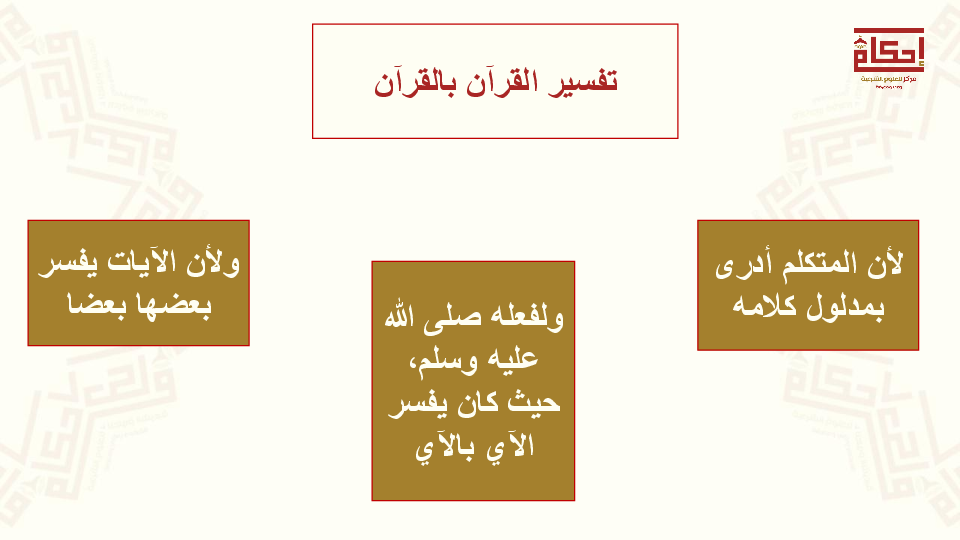 إحكام
مركز للعلوم الشرعية
تفسير القرآن بالقرآن
لأن المتكلم أدرى
بمدلول كلامه
ولفعله صلى الله
عليه وسلم،
حيث كان يفسر
الآي بالآي
ولأن الآيات يفسر
بعضها بعضا